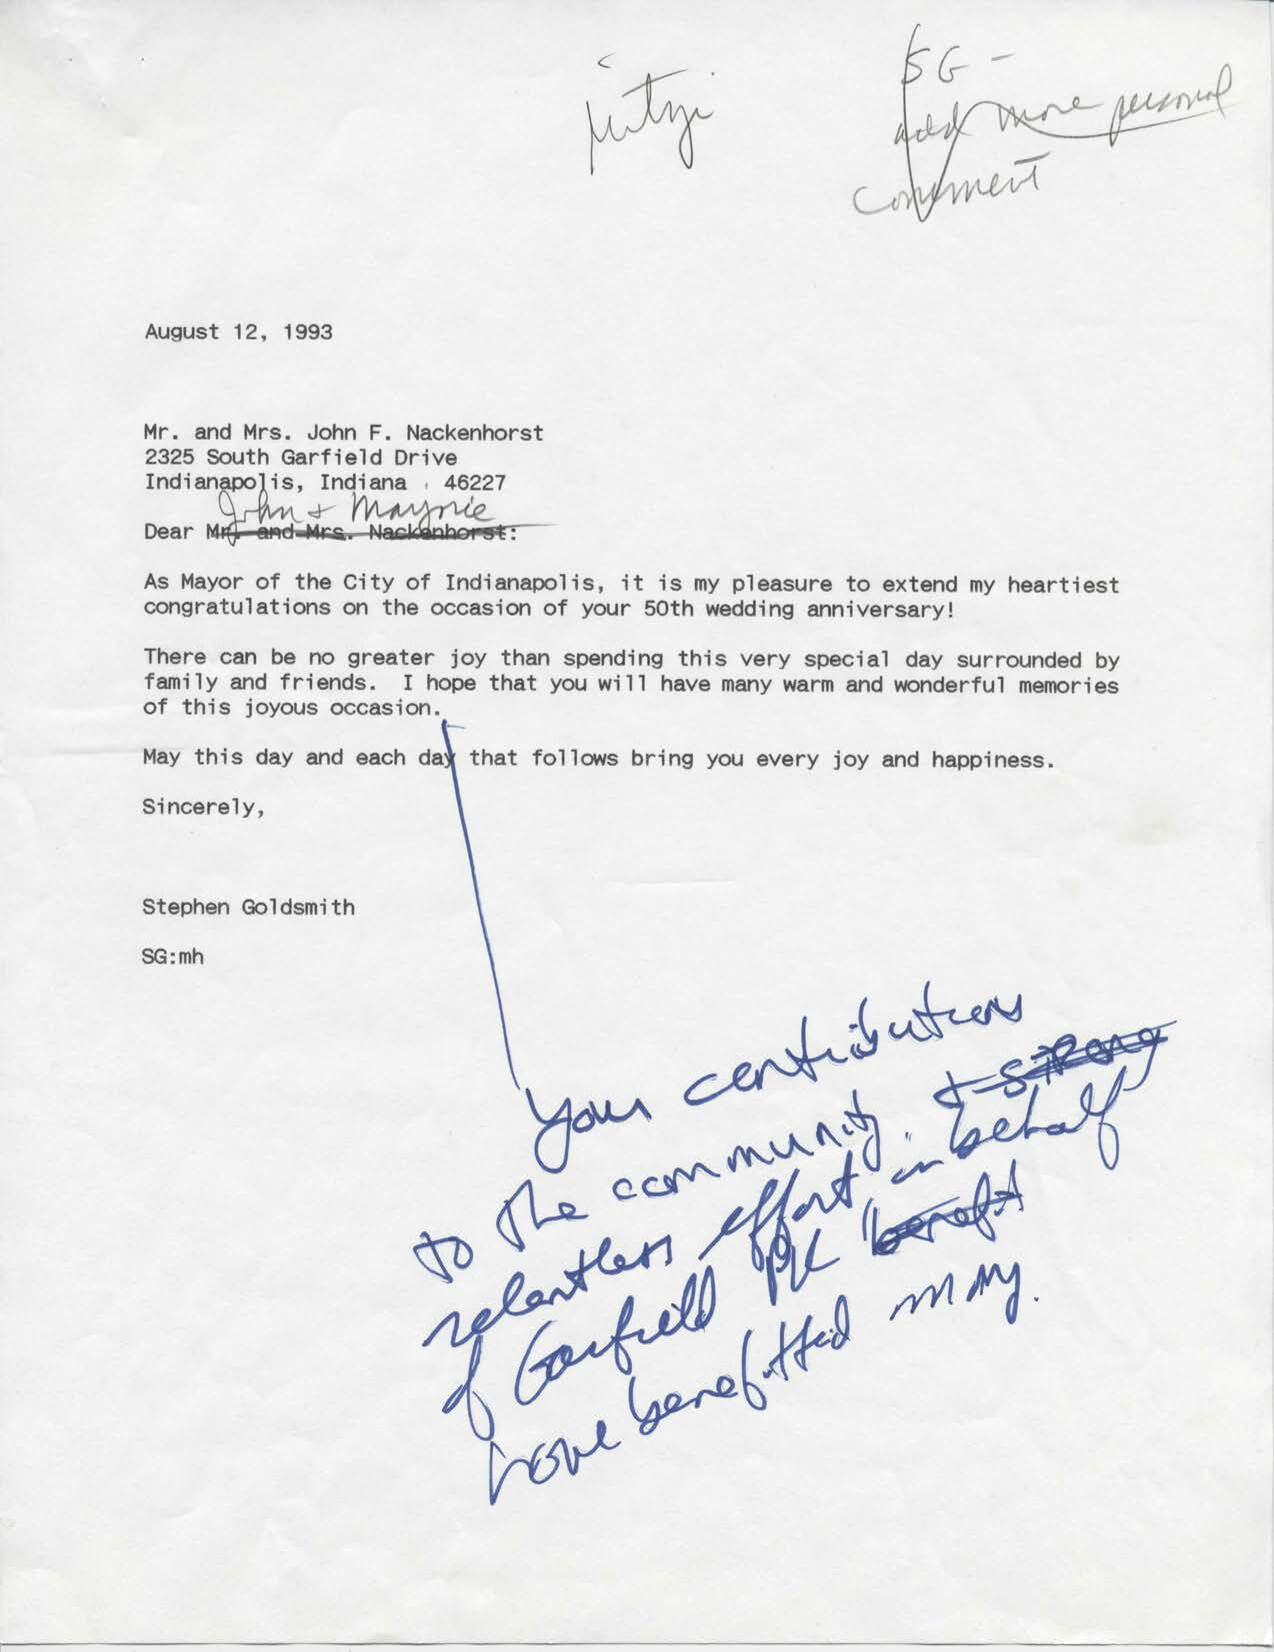 Mitzi
SG -
add more personal
comment
August 12, 1993
Mr. and Mrs. John F. Nackenhorst
2325 South Garfield Drive
Indianapolis, Indiana 46227
John + Marjorie
Dear Mr. and Mrs. Nackenhorst:
As Mayor of the City of Indianapolis, it is my pleasure to extend my heartiest
congratulations on the occasion of your 50th wedding anniversary!
There can be no greater joy than spending this very special day surrounded by
family and friends. I hope that you will have many warm and wonderful memories
of this joyous occasion.
May this day and each day that follows bring you every joy and happiness.
Sincerely,
Stephen Goldsmith
SG:mh
Your contributions
to the community + strong
relentless effort in behalf
of Garfield Pk benefit
have benefitted many.